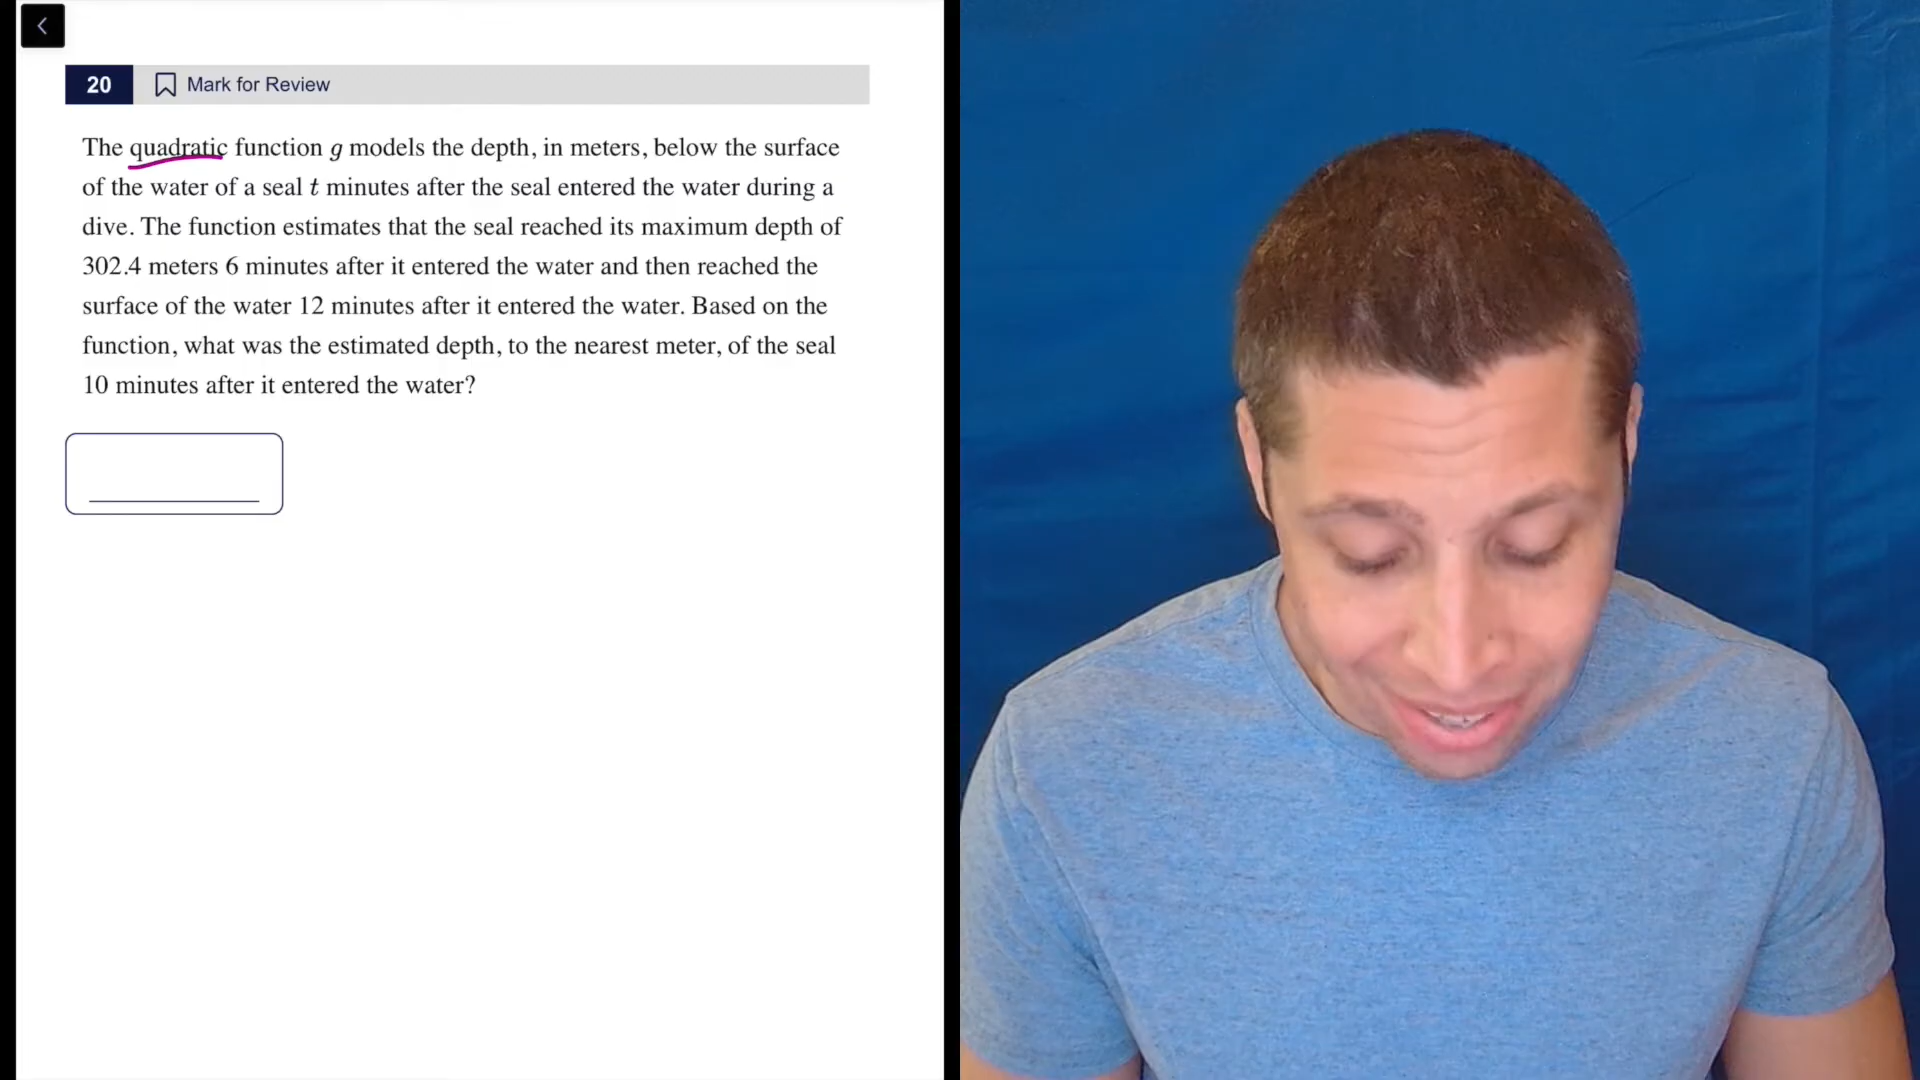 20 Mark for Review
The quadratic function g models the depth, in meters, below the surface
of the water of a seal t minutes after the seal entered the water during a
dive. The function estimates that the seal reached its maximum depth of
302.4 meters 6 minutes after it entered the water and then reached the
surface of the water 12 minutes after it entered the water. Based on the
function, what was the estimated depth, to the nearest meter, of the seal
10 minutes after it entered the water?